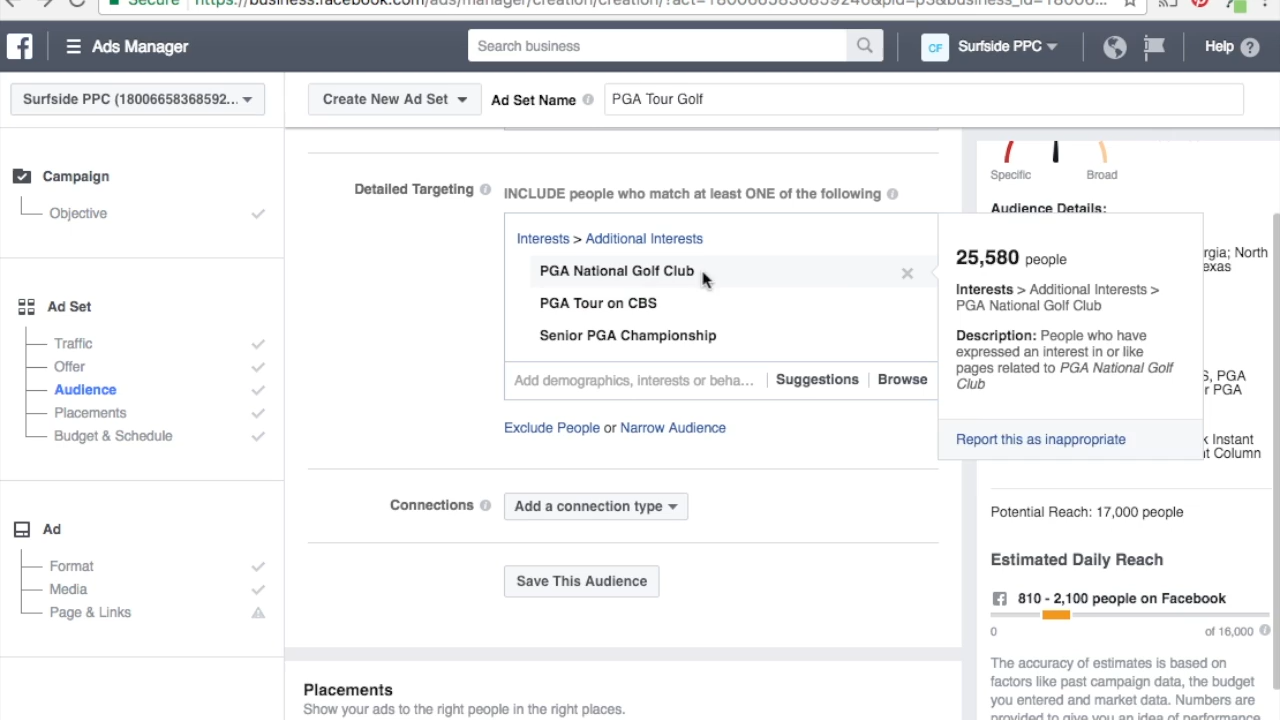 Secure
Ads Manager
Search business
CF
Surfside PPC
Help
Surfside PPC (18006658368592...
Create New Ad Set
Ad Set Name
PGA Tour Golf
Campaign
Objective
Ad Set
Traffic
Offer
Audience
Placements
Budget & Schedule
Ad
Format
Media
Page & Links
Detailed Targeting
INCLUDE people who match at least ONE of the following
Interests > Additional Interests
PGA National Golf Club
PGA Tour on CBS
Senior PGA Championship
Add demographics, interests or beha...
Suggestions
Browse
Exclude People or Narrow Audience
Connections
Add a connection type
Save This Audience
Placements
Show your ads to the right people in the right places.
Specific
Broad
Audience Details:
rgia; North
exas
25,580 people
Interests > Additional Interests >
PGA National Golf Club
Description: People who have
expressed an interest in or like
pages related to PGA National Golf
Club
Report this as inappropriate
S, PGA
r PGA
k Instant
t Column
Potential Reach: 17,000 people
Estimated Daily Reach
810 - 2,100 people on Facebook
0
of 16,000
The accuracy of estimates is based on
factors like past campaign data, the budget
you entered and market data. Numbers are
provided to give you an idea of performance